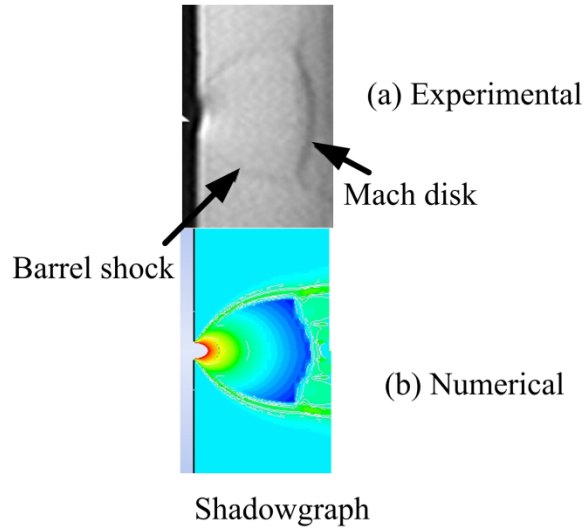 (a) Experimental
Mach disk
Barrel shock
(b) Numerical
Shadowgraph